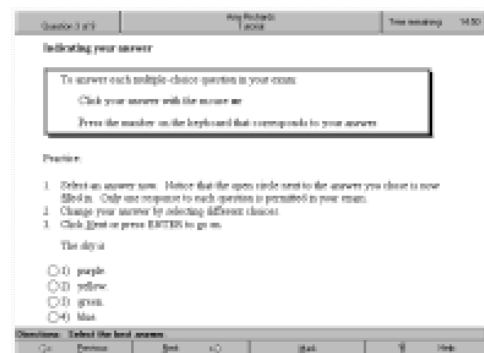 Question 3 of 9
Amy Richards
Time remaining: 14:50
Indicating your answer
To answer each multiple-choice question in your exam:
Click your answer with the mouse or
Press the number on the keyboard that corresponds to your answer
Practice:
1. Select an answer now. Notice that the open circle next to the answer you chose is now
filled in. Only one response to each question is permitted in your exam.
2. Change your answer by selecting different choices.
3. Click Next or press ENTER to go on.
The sky is
1) purple.
2) yellow.
3) green.
4) blue.
Directions: Select the best answer.
Previous Next Mark Help